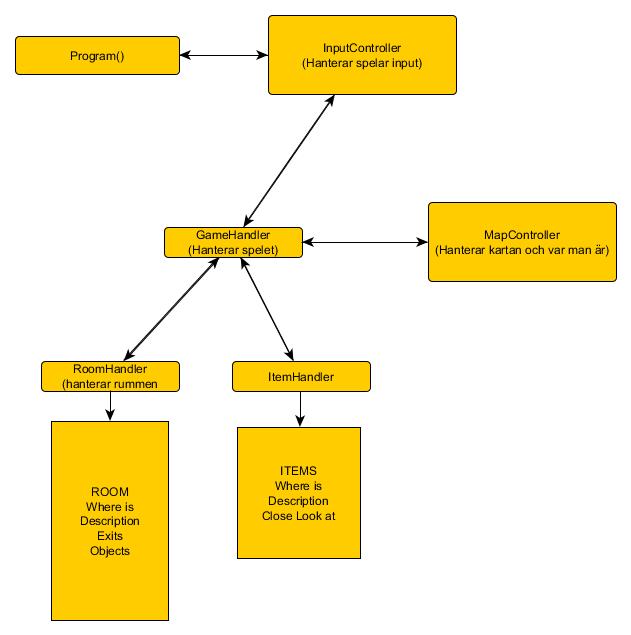 Program()
InputController
(Hanterar spelar input)
GameHandler
(Hanterar spelet)
MapController
(Hanterar kartan och var man är)
RoomHandler
(hanterar rummen
ItemHandler
ROOM
Where is
Description
Exits
Objects
ITEMS
Where is
Description
Close Look at